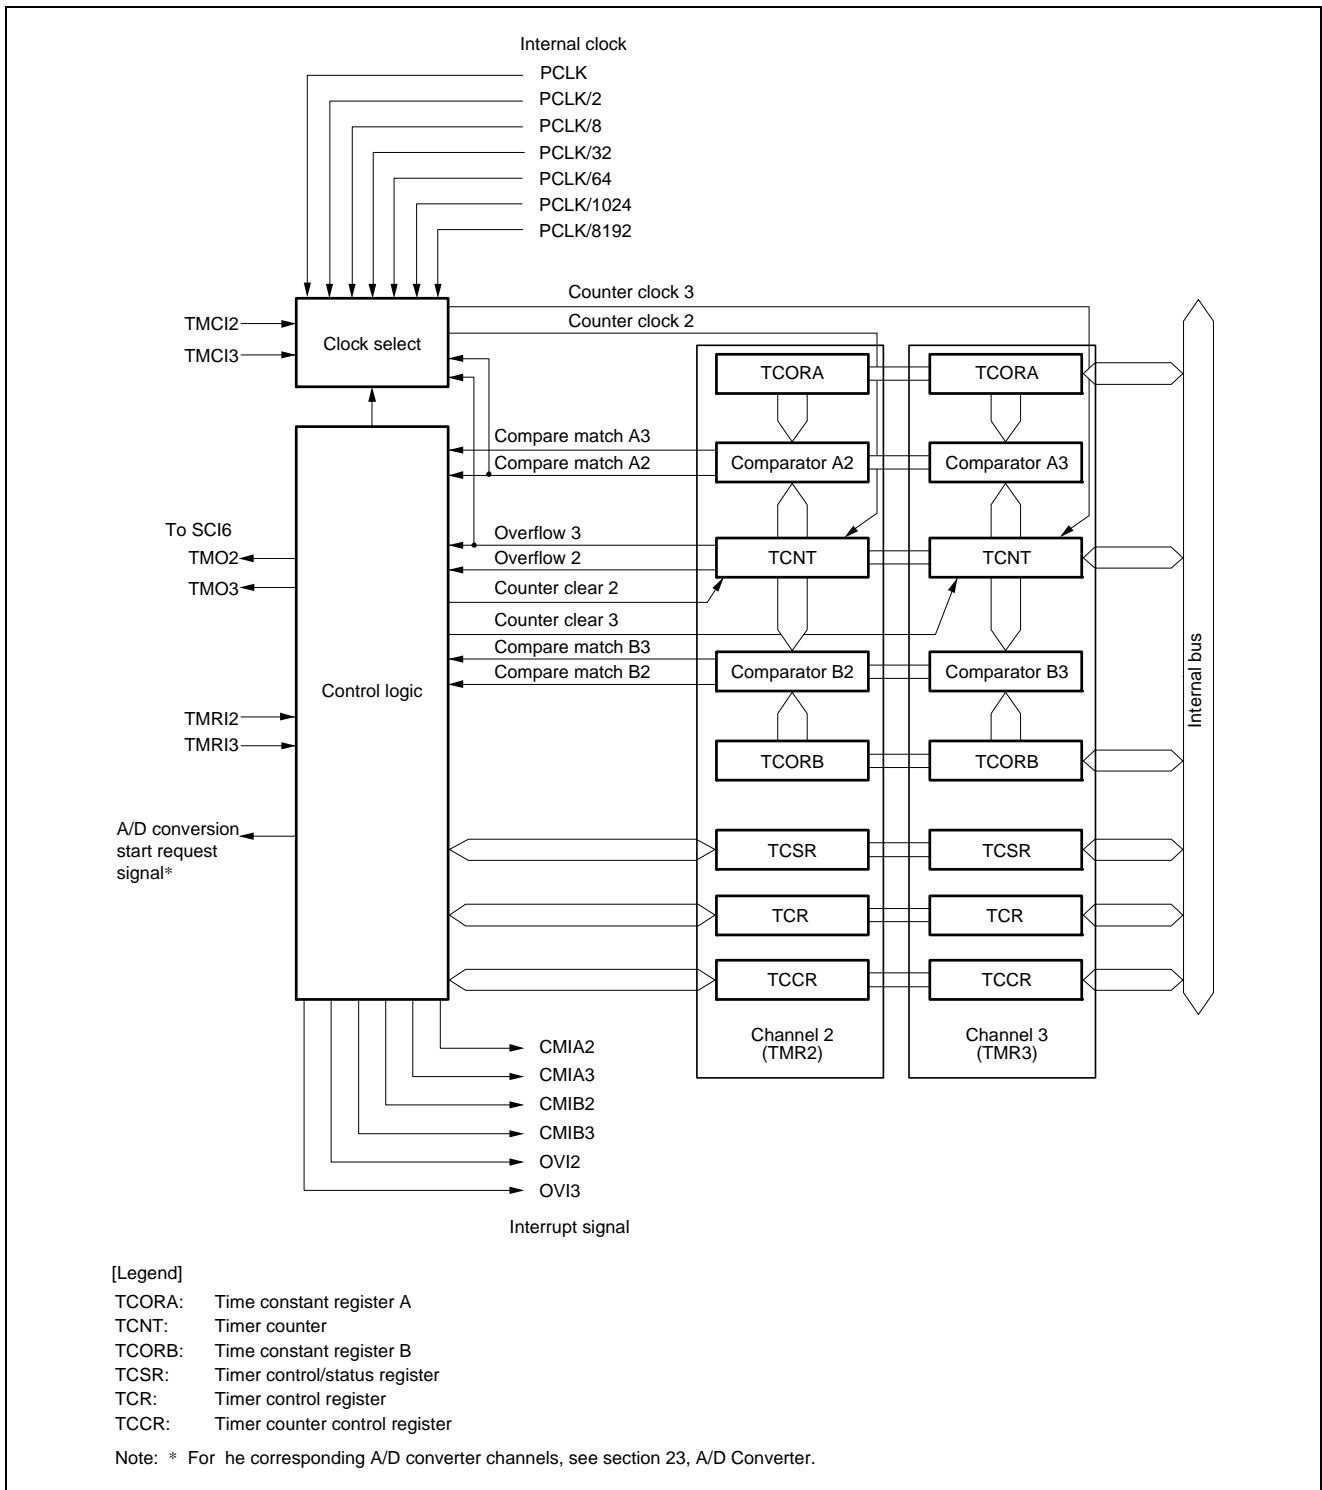 Internal clock
PCLK
PCLK/2
PCLK/8
PCLK/32
PCLK/64
PCLK/1024
PCLK/8192
Counter clock 3
Counter clock 2
TMCI2
TMCI3
Clock select
TCORA
TCORA
Compare match A3
Compare match A2
Comparator A2
Comparator A3
To SCI6
TMO2
TMO3
Overflow 3
Overflow 2
TCNT
TCNT
Counter clear 2
Counter clear 3
Compare match B3
Compare match B2
Comparator B2
Comparator B3
Control logic
Internal bus
TMRI2
TMRI3
TCORB
TCORB
A/D conversion
start request
signal*
TCSR
TCSR
TCR
TCR
TCCR
TCCR
Channel 2
(TMR2)
Channel 3
(TMR3)
CMIA2
CMIA3
CMIB2
CMIB3
OVI2
OVI3
Interrupt signal
[Legend]
TCORA: Time constant register A
TCNT: Timer counter
TCORB: Time constant register B
TCSR: Timer control/status register
TCR: Timer control register
TCCR: Timer counter control register
Note: * For he corresponding A/D converter channels, see section 23, A/D Converter.